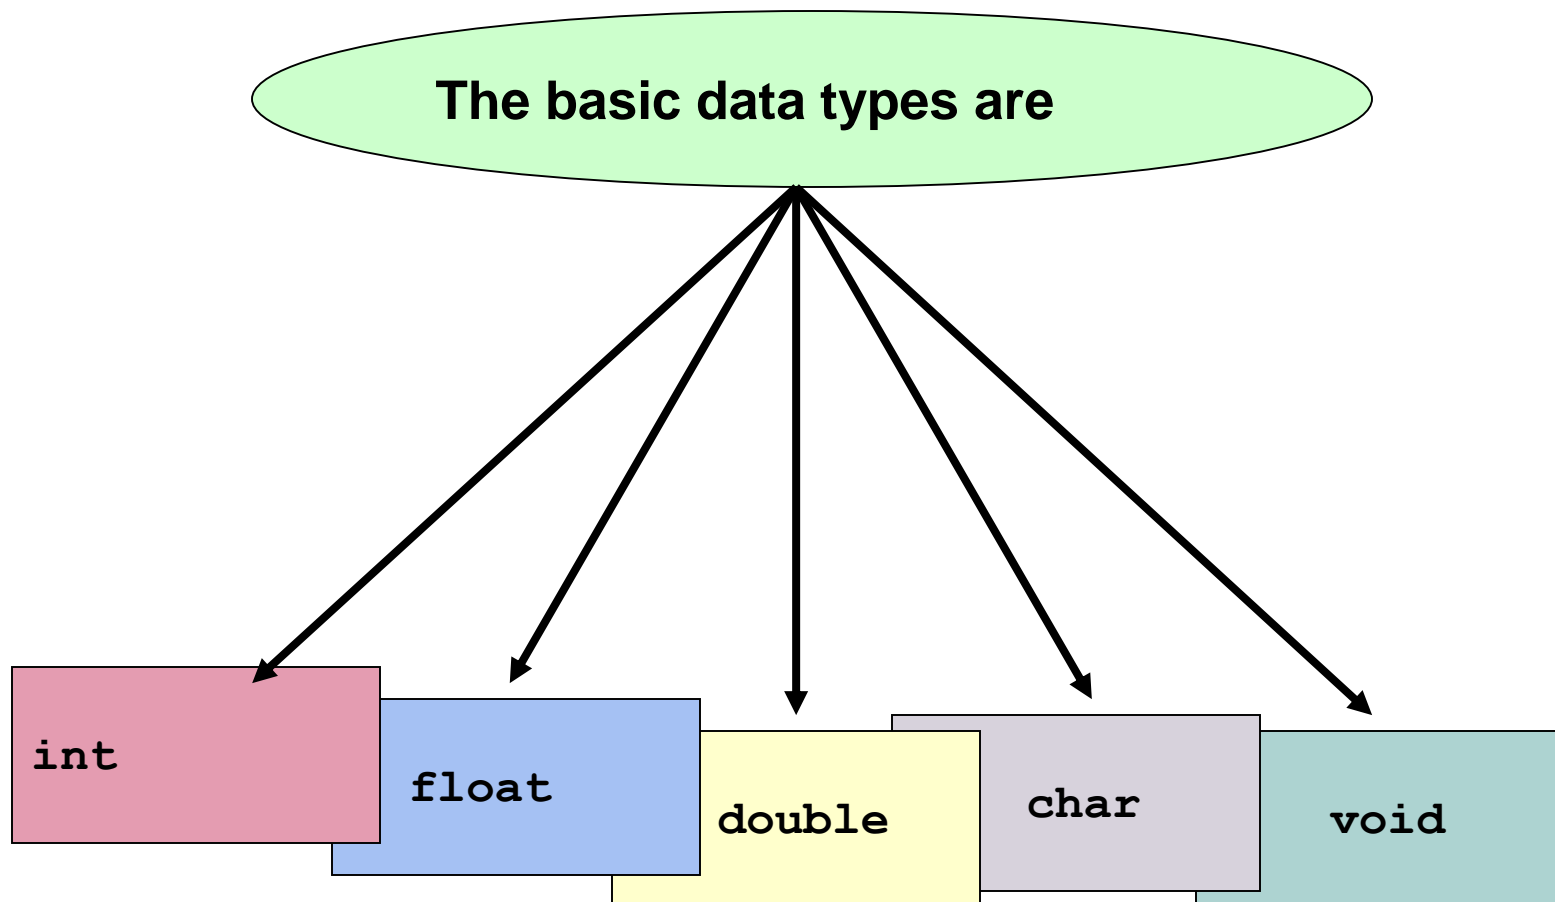 The basic data types are
int
float
double
char
void